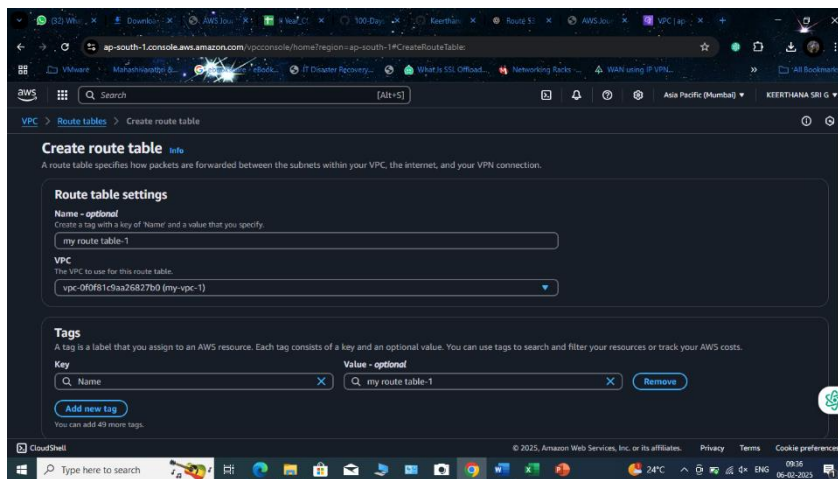 (32) Wha
Downloa
AWS Jou
100-Day
Keerthan
Route 53
AWS Jou
VPC | ap
ap-south-1.console.aws.amazon.com/vpcconsole/home?region=ap-south-1#CreateRouteTable:
VMware
eBook...
IT Disaster Recovery...
What Is SSL Offload...
Networking Racks
WAN using IP VPN...
All Bookmarks
aws
Search
[Alt+S]
Asia Pacific (Mumbai)
KEERTHANA SRI G
VPC > Route tables > Create route table
Create route table Info
A route table specifies how packets are forwarded between the subnets within your VPC, the internet, and your VPN connection.
Route table settings
Name - optional
Create a tag with a key of 'Name' and a value that you specify.
my route table-1
VPC
The VPC to use for this route table.
vpc-0f0f81c9aa26827b0 (my-vpc-1)
Tags
A tag is a label that you assign to an AWS resource. Each tag consists of a key and an optional value. You can use tags to search and filter your resources or track your AWS costs.
Key Value - optional
Name my route table-1 Remove
Add new tag
You can add 49 more tags.
CloudShell © 2025, Amazon Web Services, Inc. or its affiliates. Privacy Terms Cookie preferences
Type here to search 24°C ENG 09:36
06-02-2025